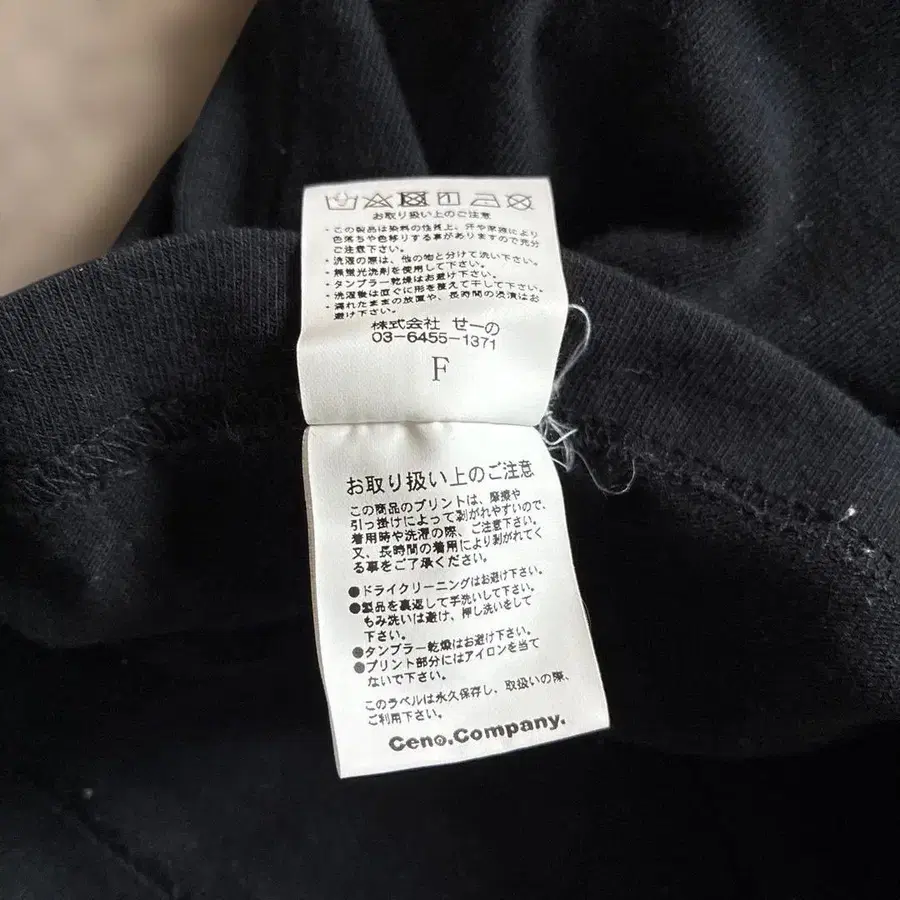 お取り扱い上のご注意
・この製品は染料の性質上、汗や摩擦により
色落ちや色移りする事がありますので充分
ご注意下さい。
・洗濯の際は、他の物と分けて洗い下さい。
・無蛍光洗剤を使用して下さい。
・タンブラー乾燥はお避け下さい。
・洗濯後は直ぐに形を整えて干して下さい。
・濡れたままの放置や、長時間の浸漬はお
避け下さい。
株式会社 せーの
03-6455-1371
F
お取り扱い上のご注意
この商品のプリントは、摩擦や
引っ掛けによって剥がれやすいので、
着用時や洗濯の際、ご注意下さい。
又、長時間の着用により剥がれてく
る事をご了承ください。
●ドライクリーニングはお避け下さい。
●製品を裏返して手洗いして下さい。
もみ洗いは避け、押し洗いをして
下さい。
●タンブラー乾燥はお避け下さい。
●プリント部分にはアイロンを当て
ないで下さい。
このラベルは永久保存し、取扱いの際、
ご利用下さい。
Ceno.Company.